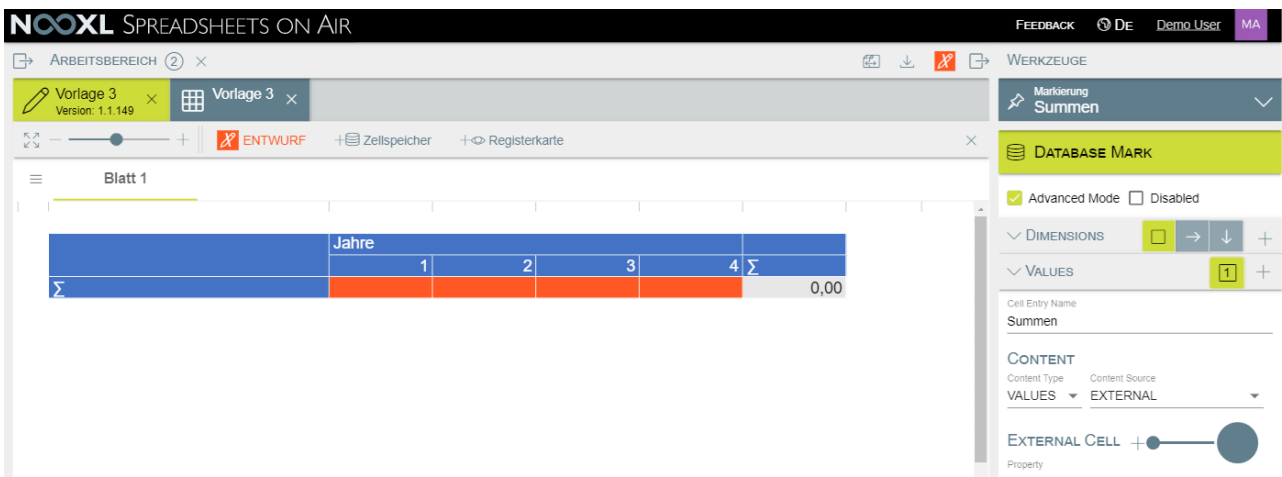 NOOXL SPREADSHEETS ON AIR
FEEDBACK DE Demo User MA
ARBEITSBEREICH 2
WERKZEUGE
Vorlage 3
Version: 1.1.149
Vorlage 3
Markierung
Summen
ENTWURF +Zellspeicher +Registerkarte
DATABASE MARK
Blatt 1
Advanced Mode Disabled
DIMENSIONS
VALUES 1
Jahre
1 2 3 4 Σ
Σ 0,00
Cell Entry Name
Summen
CONTENT
Content Type Content Source
VALUES EXTERNAL
EXTERNAL CELL
Property